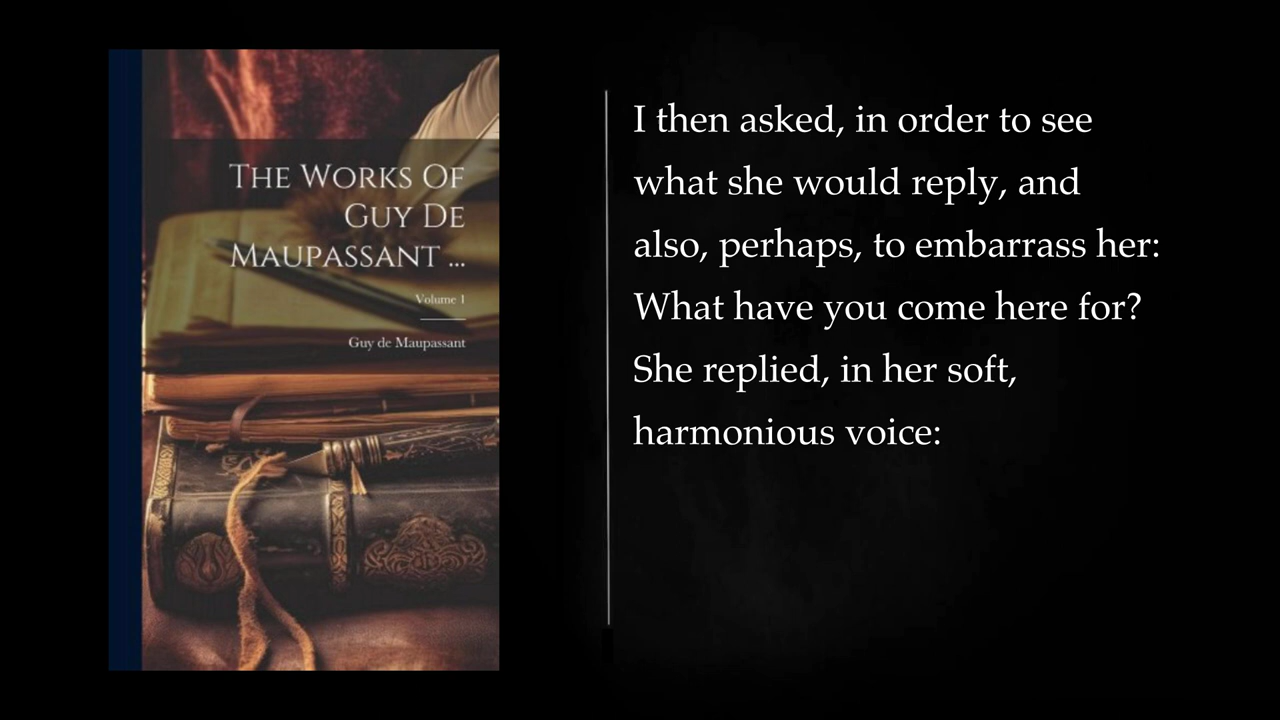 THE WORKS OF
GUY DE
MAUPASSANT ...
Volume 1
Guy de Maupassant
I then asked, in order to see
what she would reply, and
also, perhaps, to embarrass her:
What have you come here for?
She replied, in her soft,
harmonious voice: